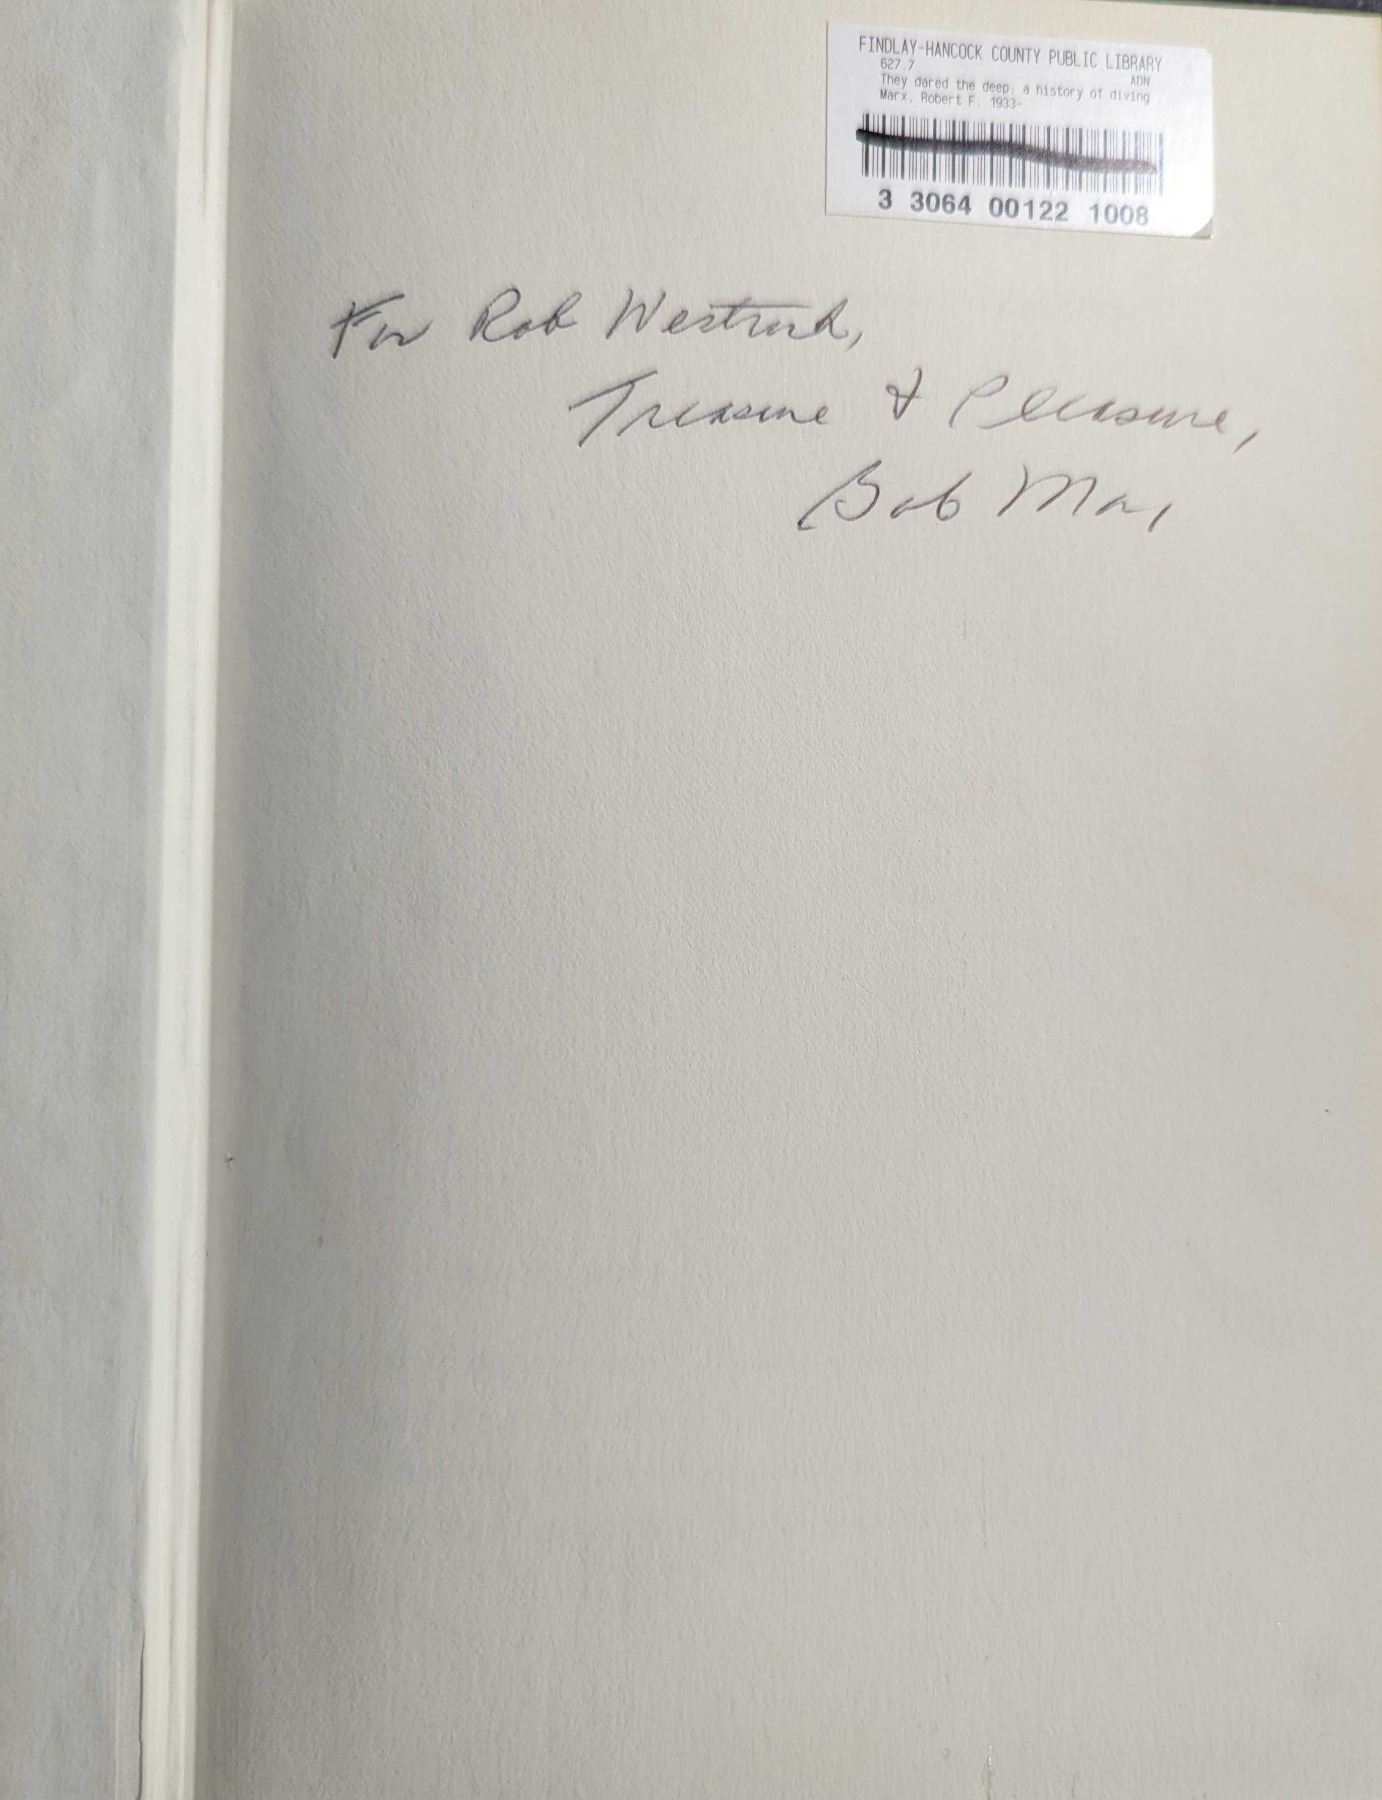 FINDLAY-HANCOCK COUNTY PUBLIC LIBRARY
627.7 ADN
They dared the deep; a history of diving
Marx, Robert F. 1933-
3 3064 00122 1008
For Rob
Treasure & Pleasure,
Bob Marx